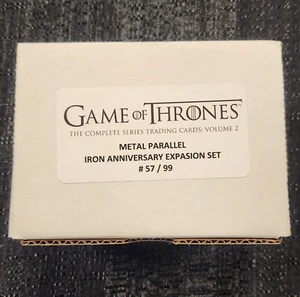 GAME OF THRONES
THE COMPLETE SERIES TRADING CARDS: VOLUME 2
METAL PARALLEL
IRON ANNIVERSARY EXPASION SET
# 57 / 99